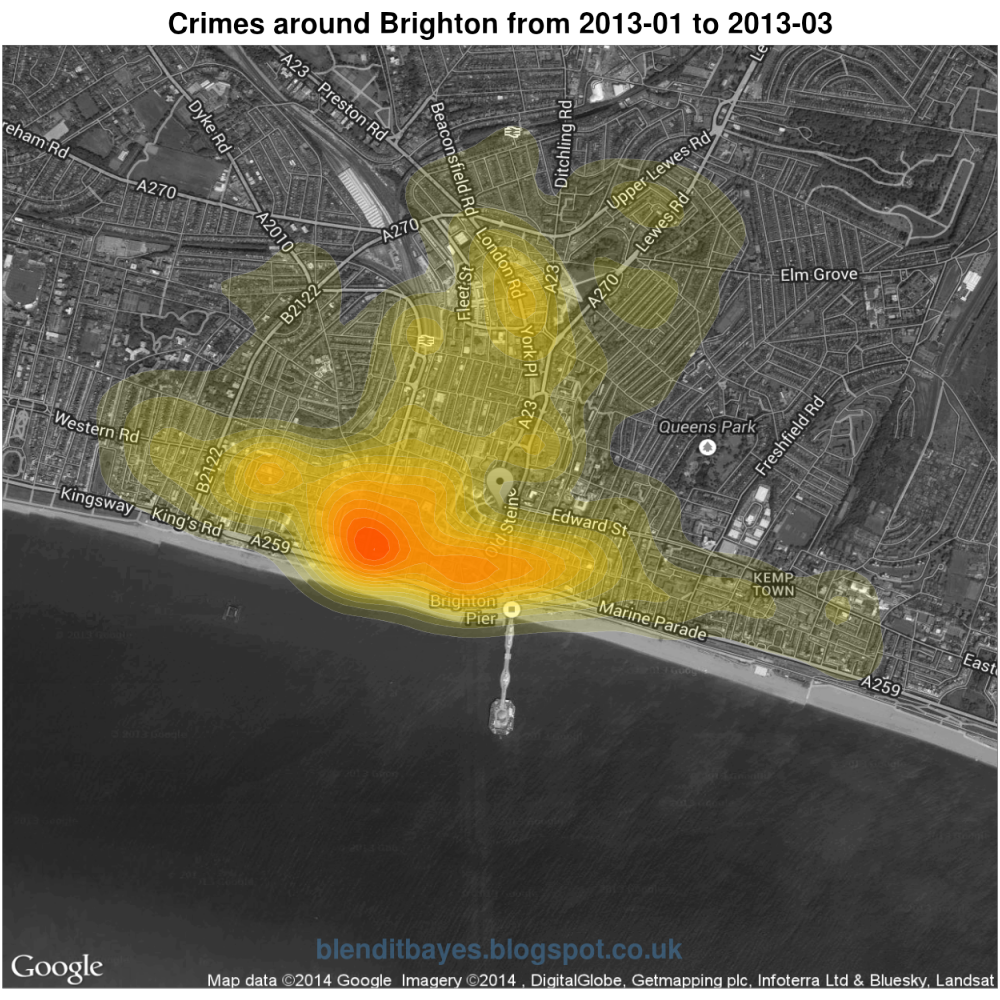 Crimes around Brighton from 2013-01 to 2013-03
A23
Preston Rd
Dyke Rd
Beaconsfield Rd
Ditchling Rd
Upper Lewes Rd
Le
reham Rd
A270
A2010
A270
Lewes Rd
London Rd
Fleet St
A23
A270
Elm Grove
B2122
York Pl
A23
Queens Park
Freshfield Rd
Western Rd
B2122
Kingsway
King's Rd
A259
Old Steine
Edward St
KEMP
TOWN
Brighton
Pier
Marine Parade
A259
East
blenditbayes.blogspot.co.uk
Google
Map data ©2014 Google Imagery ©2014 , DigitalGlobe, Getmapping plc, Infoterra Ltd & Bluesky, Landsat